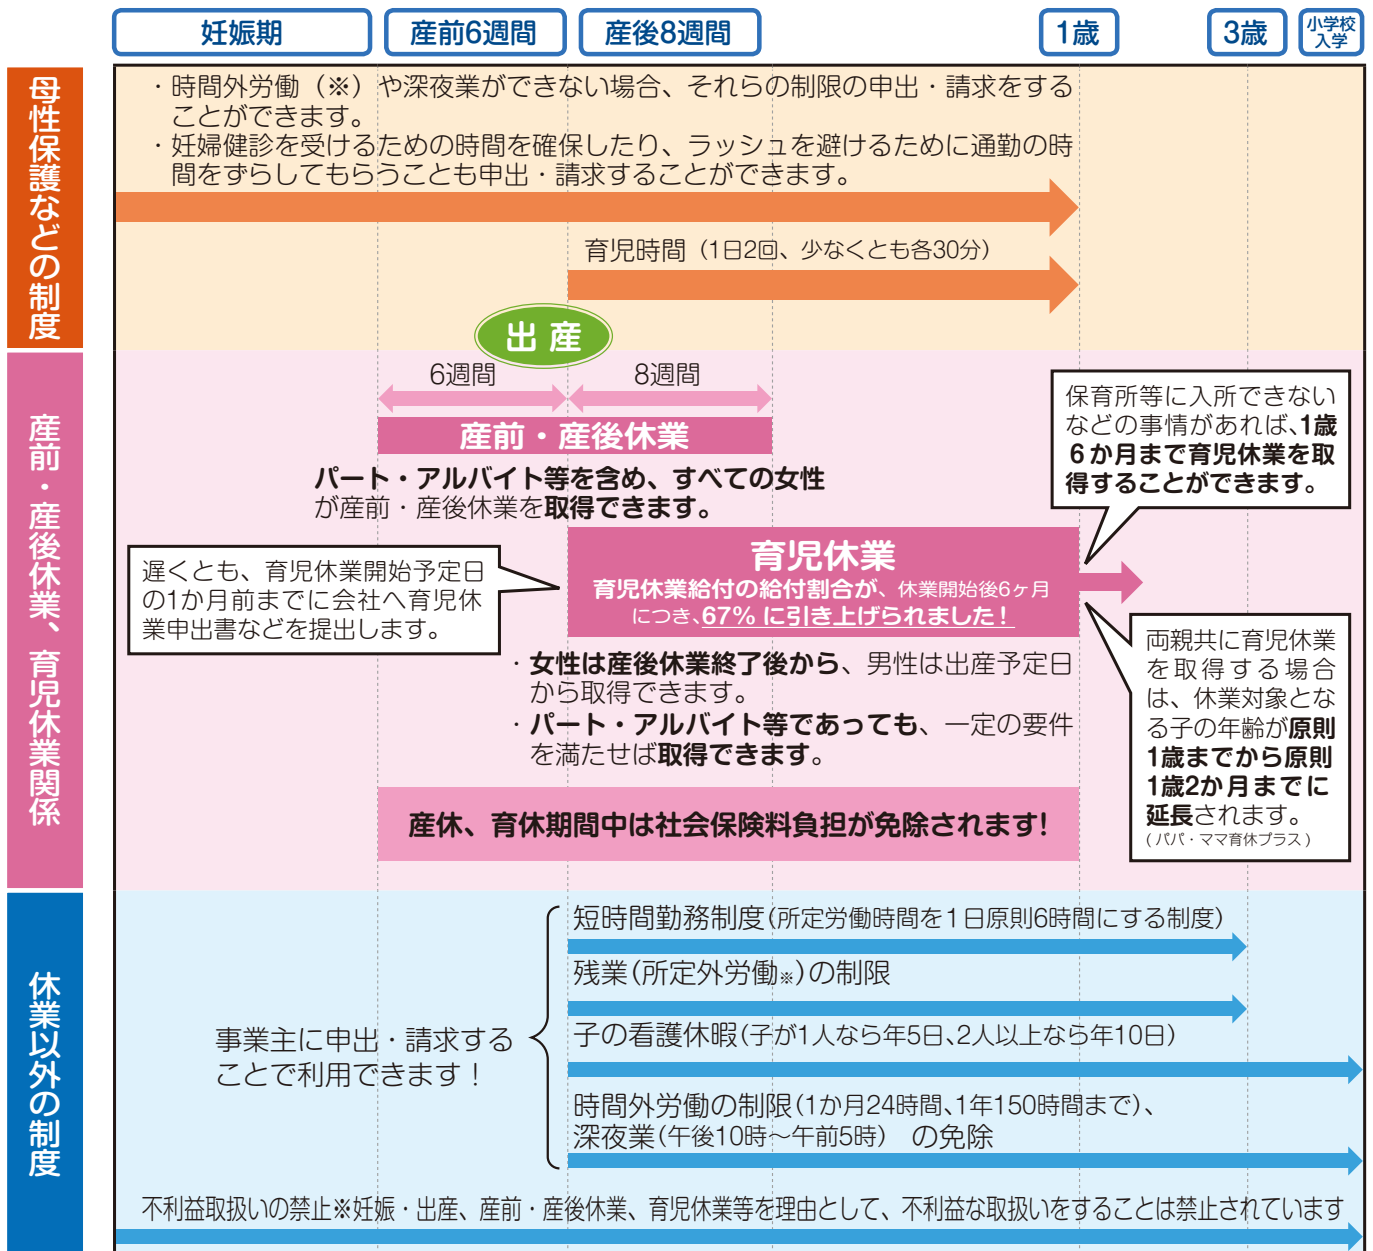 妊娠期
産前6週間
産後8週間
1歳
3歳
小学校
入学
母性保護などの制度
・時間外労働（※）や深夜業ができない場合、それらの制限の申出・請求をする
ことができます。
・妊婦健診を受けるための時間を確保したり、ラッシュを避けるために通勤の時
間をずらしてもらうことも申出・請求することができます。
育児時間（1日2回、少なくとも各30分）
出 産
産前・産後休業、育児休業関係
6週間
8週間
産前・産後休業
パート・アルバイト等を含め、すべての女性
が産前・産後休業を取得できます。
保育所等に入所できない
などの事情があれば、1歳
6か月まで育児休業を取
得することができます。
遅くとも、育児休業開始予定日
の1か月前までに会社へ育児休
業申出書などを提出します。
育児休業
育児休業給付の給付割合が、休業開始後6ヶ月
につき、67% に引き上げられました！
・女性は産後休業終了後から、男性は出産予定日
から取得できます。
・パート・アルバイト等であっても、一定の要件
を満たせば取得できます。
両親共に育児休業
を取得する場合
は、休業対象とな
る子の年齢が原則
1歳までから原則
1歳2か月までに
延長されます。
(パパ・ママ育休プラス)
産休、育休期間中は社会保険料負担が免除されます!
休業以外の制度
事業主に申出・請求する
ことで利用できます！
短時間勤務制度(所定労働時間を1日原則6時間にする制度)
残業(所定外労働※)の制限
子の看護休暇(子が1人なら年5日、2人以上なら年10日)
時間外労働の制限(1か月24時間、1年150時間まで)、
深夜業(午後10時～午前5時) の免除
不利益取扱いの禁止※妊娠・出産、産前・産後休業、育児休業等を理由として、不利益な取扱いをすることは禁止されています